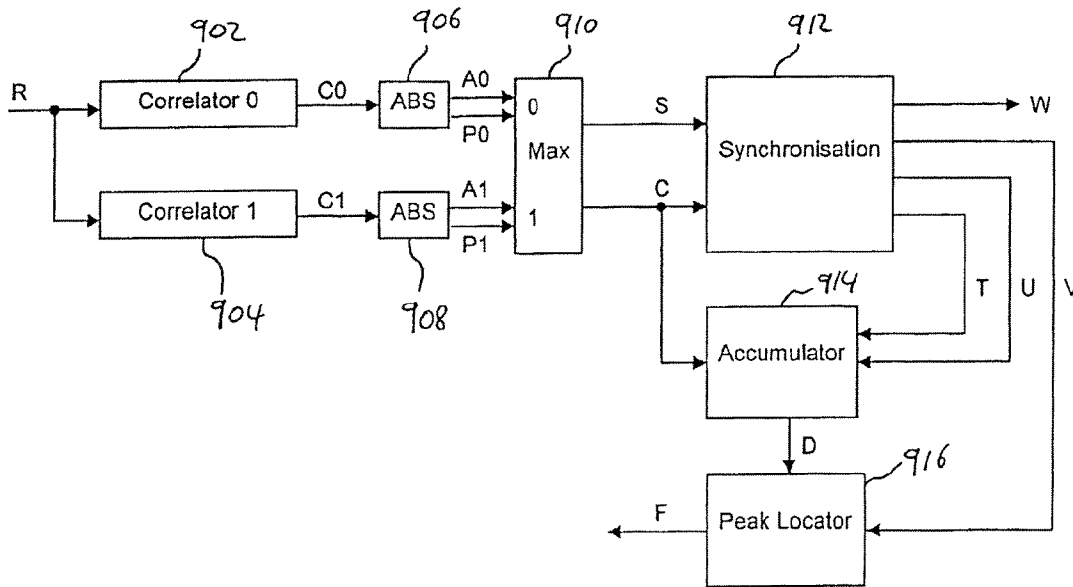 902
906
910
912
R
Correlator 0
C0
ABS
A0
P0
0
Max
1
S
C
Synchronisation
W
Correlator 1
C1
ABS
A1
P1
904
908
914
T
U
V
Accumulator
D
916
Peak Locator
F